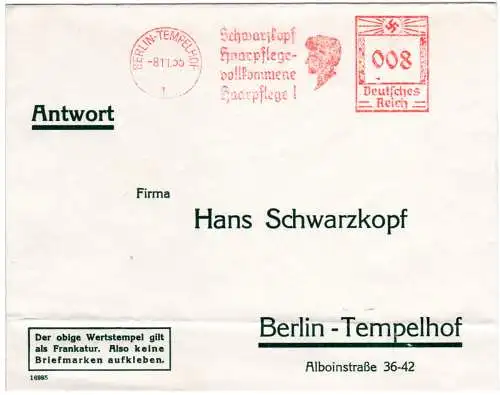 BERLIN-TEMPELHOF
-8.11.35
1
Schwarzkopf
Haarpflege-
vollkommene
Haarpflege!
008
Deutsches
Reich
Antwort
Firma
Hans Schwarzkopf
Berlin - Tempelhof
Alboinstraße 36-42
Der obige Wertstempel gilt
als Frankatur. Also keine
Briefmarken aufkleben.
16985